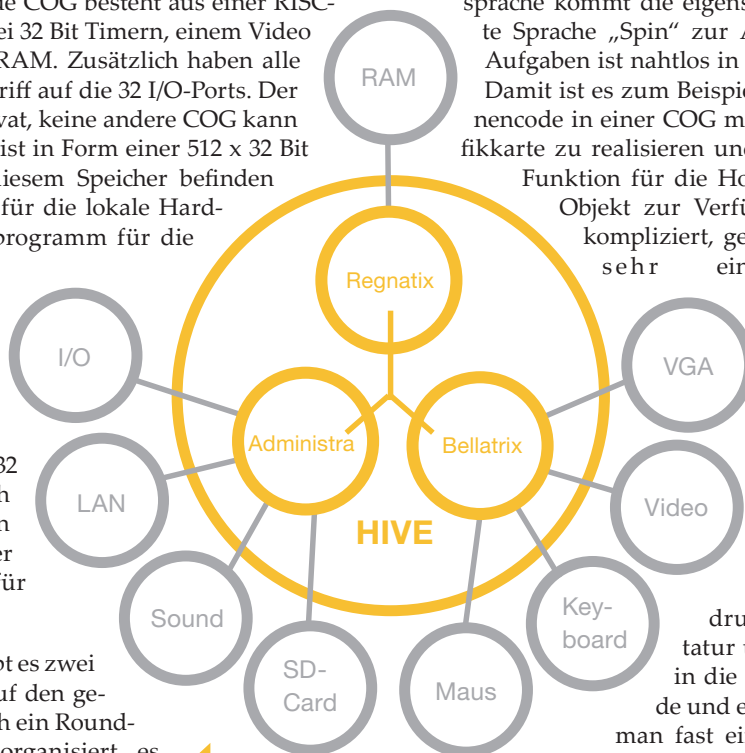 de COG besteht aus einer RISC-
ei 32 Bit Timern, einem Video
RAM. Zusätzlich haben alle
riff auf die 32 I/O-Ports. Der
vat, keine andere COG kann
ist in Form einer 512 x 32 Bit
diesem Speicher befinden
für die lokale Hard-
programm für die
32
h
n
er
für
bt es zwei
uf den ge-
h ein Round-
organisiert, es
sprache kommt die eigens
te Sprache „Spin“ zur A
Aufgaben ist nahtlos in
Damit ist es zum Beispie
nencode in einer COG m
fikkarte zu realisieren und
Funktion für die Ho
Objekt zur Verfü
kompliziert, ge
sehr ein
dru
tatur u
in die
de und e
man fast ei
RAM
Regnatix
I/O
VGA
Administra
Bellatrix
LAN
Video
HIVE
Sound
Key-
board
SD-
Card
Maus